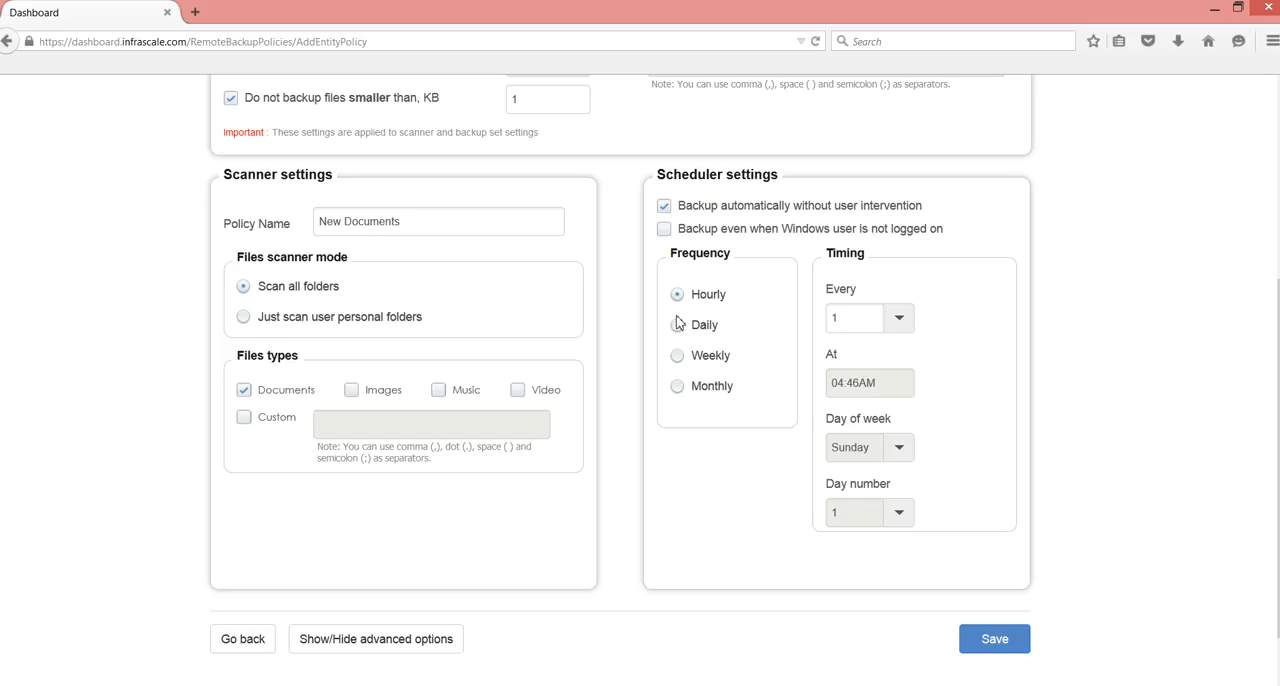 Dashboard
https://dashboard.infrascale.com/RemoteBackupPolicies/AddEntityPolicy
Search
Do not backup files smaller than, KB
1
Note: You can use comma (,), space ( ) and semicolon (;) as separators.
Important : These settings are applied to scanner and backup set settings
Scanner settings
Policy Name
New Documents
Files scanner mode
Scan all folders
Just scan user personal folders
Files types
Documents
Images
Music
Video
Custom
Note: You can use comma (,), dot (.), space ( ) and
semicolon (;) as separators.
Scheduler settings
Backup automatically without user intervention
Backup even when Windows user is not logged on
Frequency
Hourly
Daily
Weekly
Monthly
Timing
Every
1
At
04:46AM
Day of week
Sunday
Day number
1
Go back
Show/Hide advanced options
Save